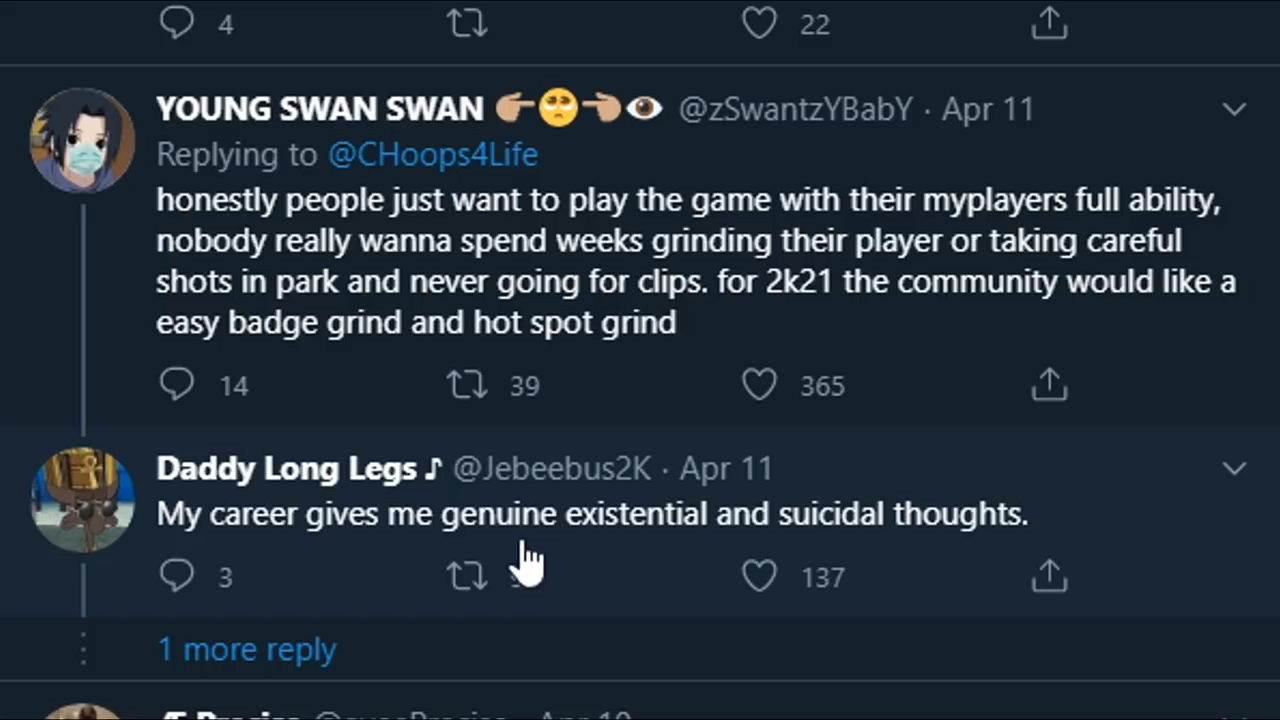 4 22
YOUNG SWAN SWAN 👉🥺👈👁 @zSwantzYBabY · Apr 11
Replying to @CHoops4Life
honestly people just want to play the game with their myplayers full ability,
nobody really wanna spend weeks grinding their player or taking careful
shots in park and never going for clips. for 2k21 the community would like a
easy badge grind and hot spot grind
14 39 365
Daddy Long Legs ♪ @Jebeebus2K · Apr 11
My career gives me genuine existential and suicidal thoughts.
3 137
1 more reply